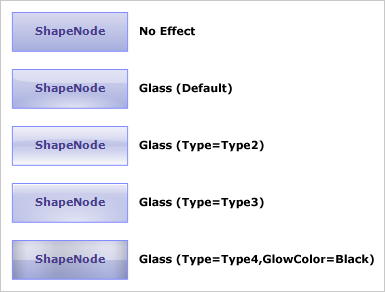 ShapeNode No Effect
ShapeNode Glass (Default)
ShapeNode Glass (Type=Type2)
ShapeNode Glass (Type=Type3)
ShapeNode Glass (Type=Type4,GlowColor=Black)